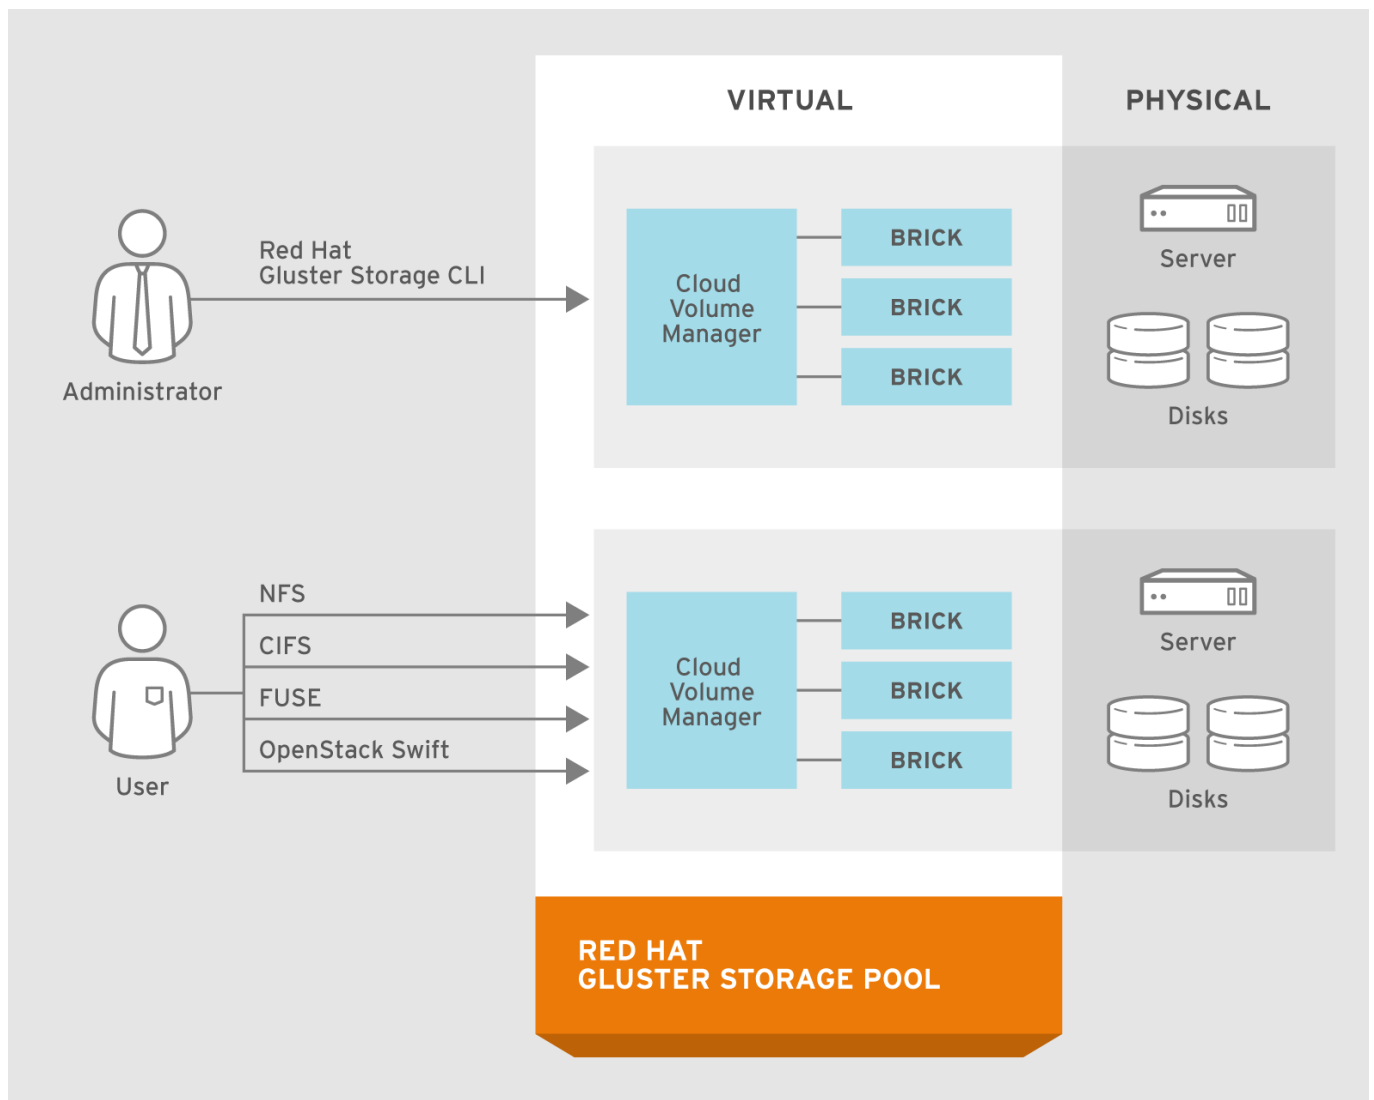 VIRTUAL
PHYSICAL
Red Hat
Gluster Storage CLI
Administrator
Cloud
Volume
Manager
BRICK
BRICK
BRICK
Server
Disks
NFS
CIFS
FUSE
OpenStack Swift
User
Cloud
Volume
Manager
BRICK
BRICK
BRICK
Server
Disks
RED HAT
GLUSTER STORAGE POOL